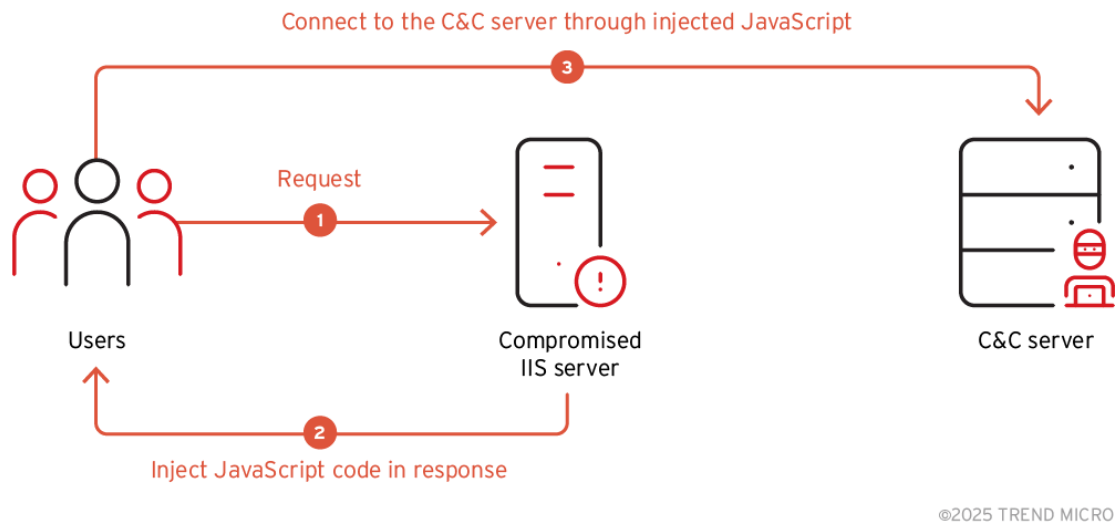 Connect to the C&C server through injected JavaScript
3
Request
1
Users
Compromised
IIS server
C&C server
2
Inject JavaScript code in response
©2025 TREND MICRO